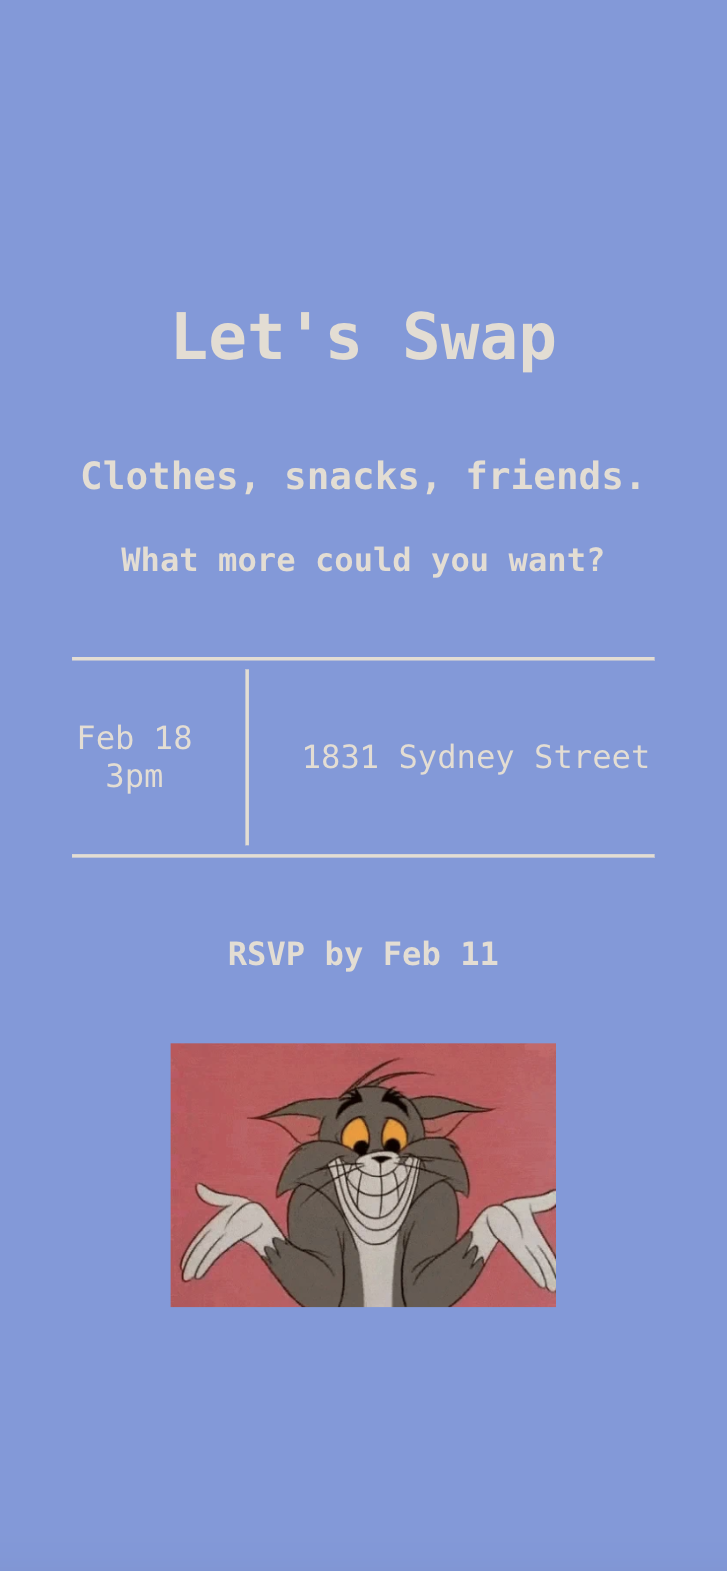 Let's Swap
Clothes, snacks, friends.
What more could you want?
Feb 18
3pm
1831 Sydney Street
RSVP by Feb 11